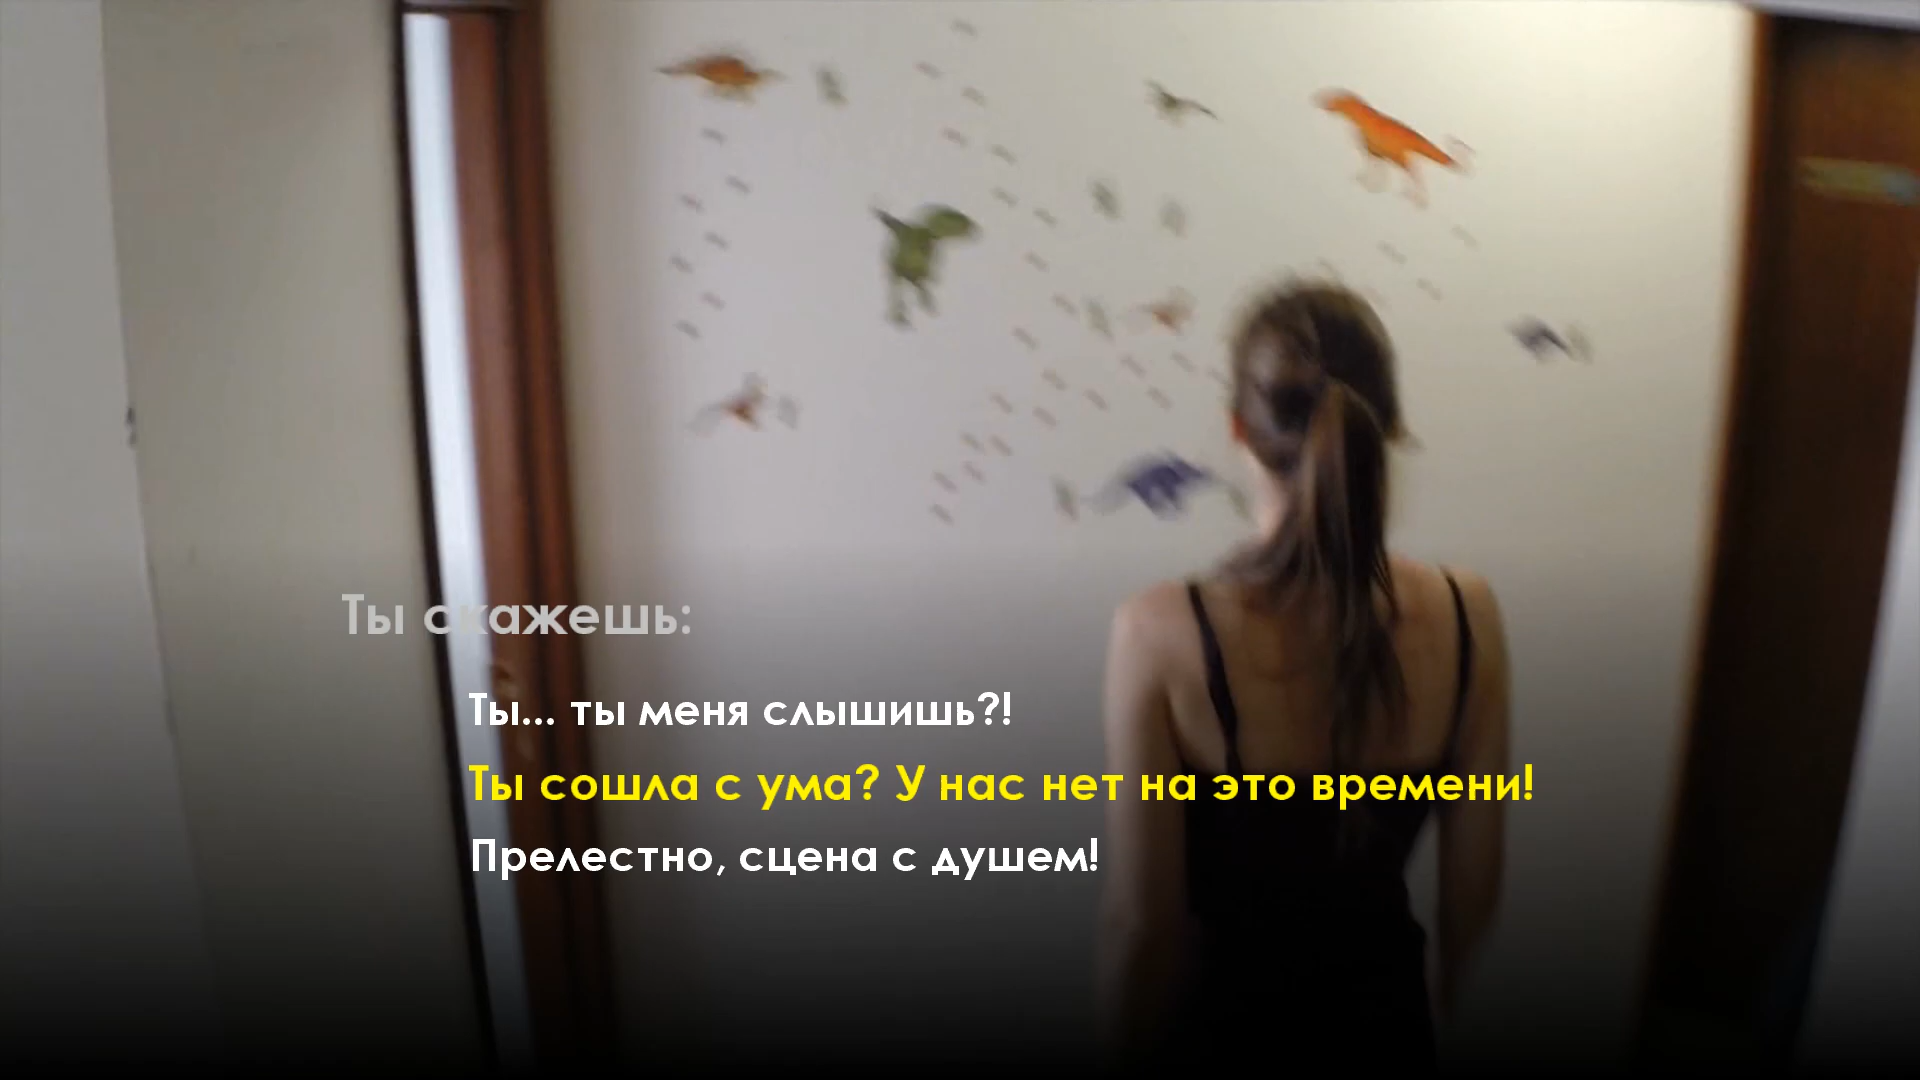 Ты скажешь:
Ты... ты меня слышишь?!
Ты сошла с ума? У нас нет на это времени!
Прелестно, сцена с душем!